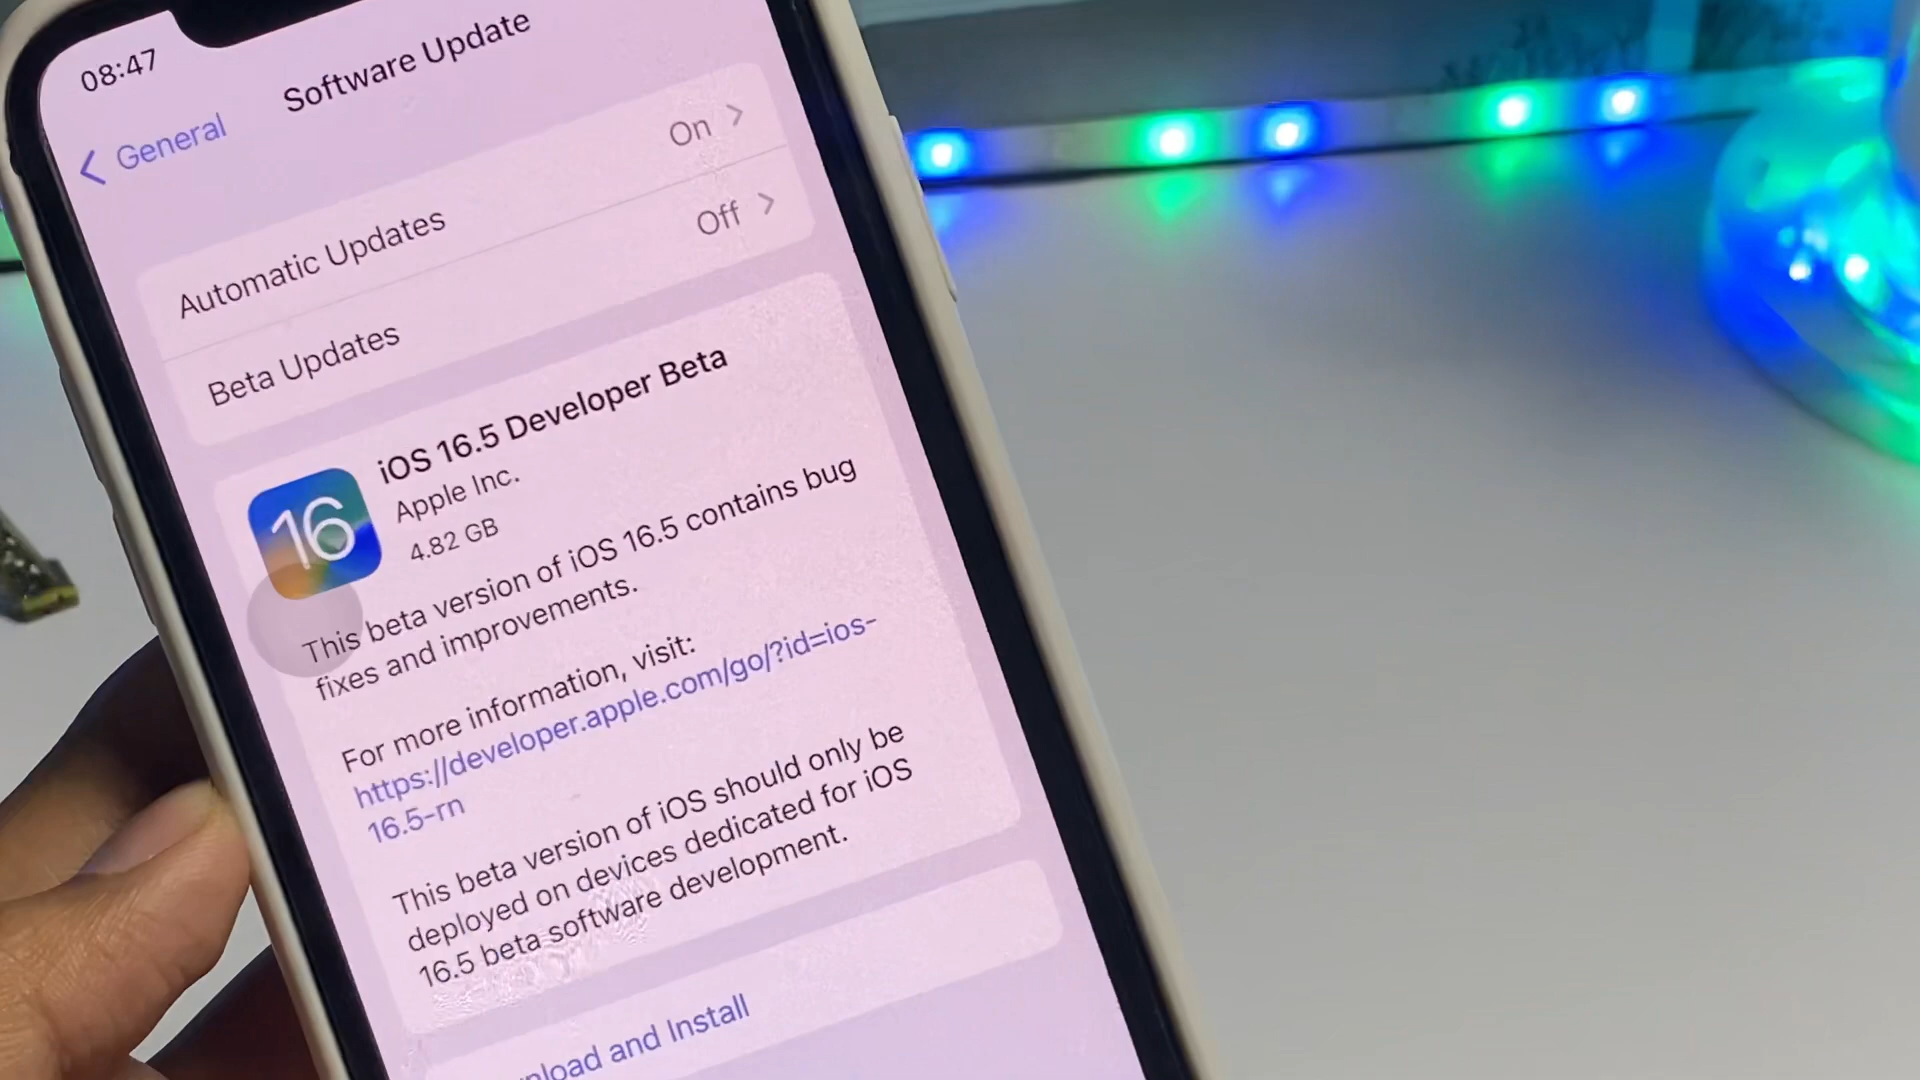 08:47
General
Software Update
Automatic Updates
On
Beta Updates
Off
16
iOS 16.5 Developer Beta
Apple Inc.
4.82 GB
This beta version of iOS 16.5 contains bug
fixes and improvements.
For more information, visit:
https://developer.apple.com/go/?id=ios-
16.5-rn
This beta version of iOS should only be
deployed on devices dedicated for iOS
16.5 beta software development.
nload and Install